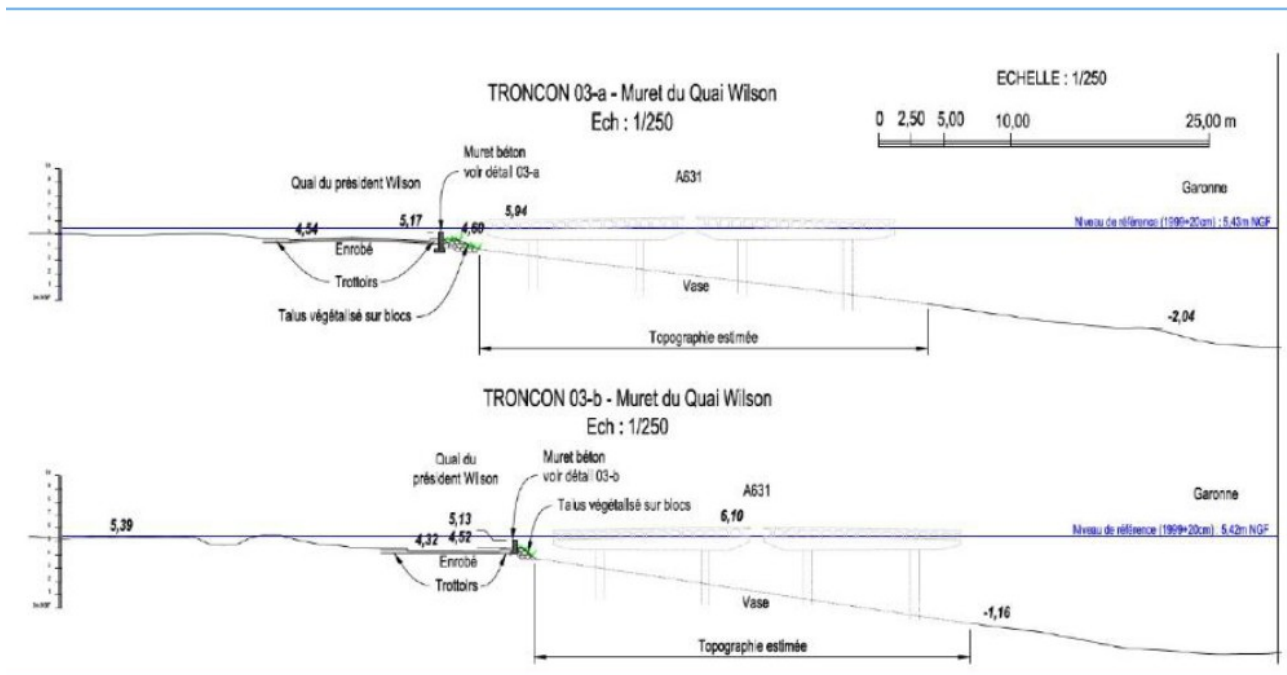 TRONCON 03-a - Muret du Quai Wilson
Ech : 1/250
ECHELLE : 1/250
0 2,50 5,00 10,00 25,00 m
Muret béton
voir détail 03-a
Quai du président Wilson
A631
Garonne
5,17
5,94
4,54
4,60
Niveau de référence (1999+20cm) : 5,43m NGF
Enrobé
Trottoirs
Vase
Talus végétalisé sur blocs
Topographie estimée
-2,04
TRONCON 03-b - Muret du Quai Wilson
Ech : 1/250
Quai du
président Wilson
Muret béton
voir détail 03-b
Talus végétalisé sur blocs
A631
Garonne
5,39
5,13
6,10
4,32 4,52
Niveau de référence (1999+20cm) : 5,42m NGF
Enrobé
Trottoirs
Vase
-1,16
Topographie estimée